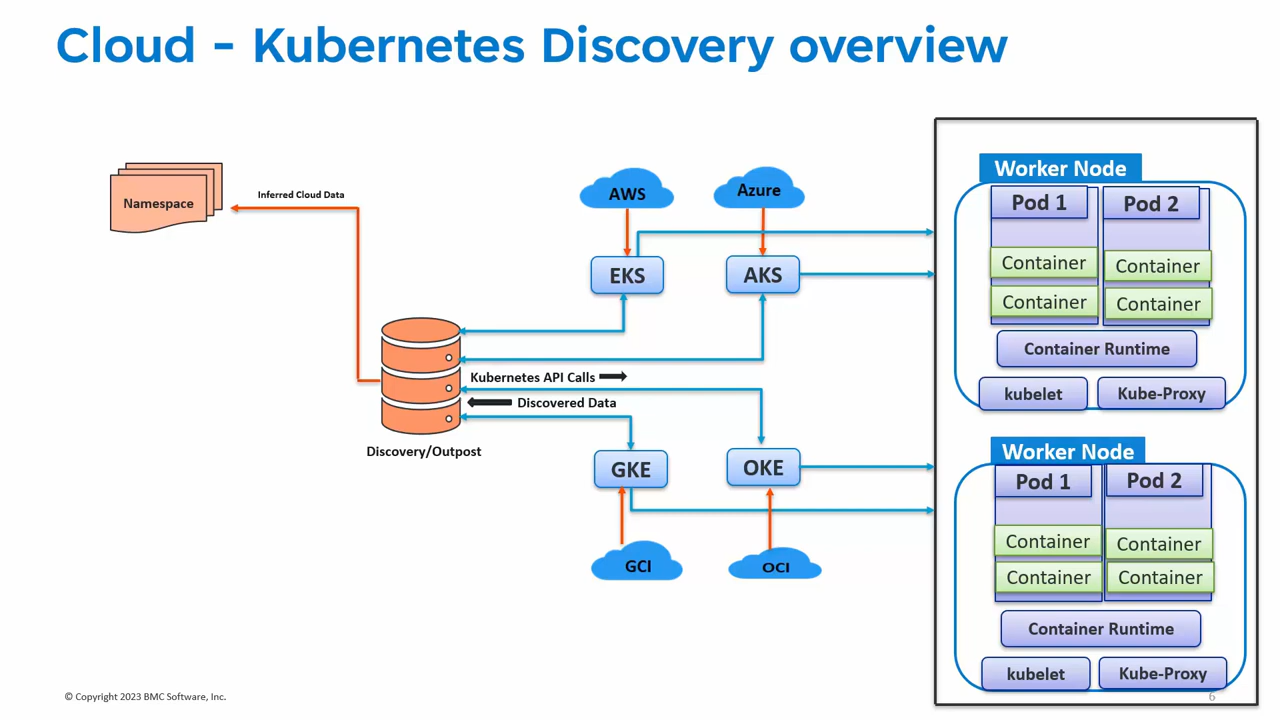 Cloud - Kubernetes Discovery overview
Namespace
Inferred Cloud Data
AWS
Azure
EKS
AKS
Kubernetes API Calls
Discovered Data
Discovery/Outpost
GKE
OKE
GCI
OCI
Worker Node
Pod 1
Pod 2
Container
Container
Container
Container
Container Runtime
kubelet
Kube-Proxy
Worker Node
Pod 1
Pod 2
Container
Container
Container
Container
Container Runtime
kubelet
Kube-Proxy
© Copyright 2023 BMC Software, Inc.
6